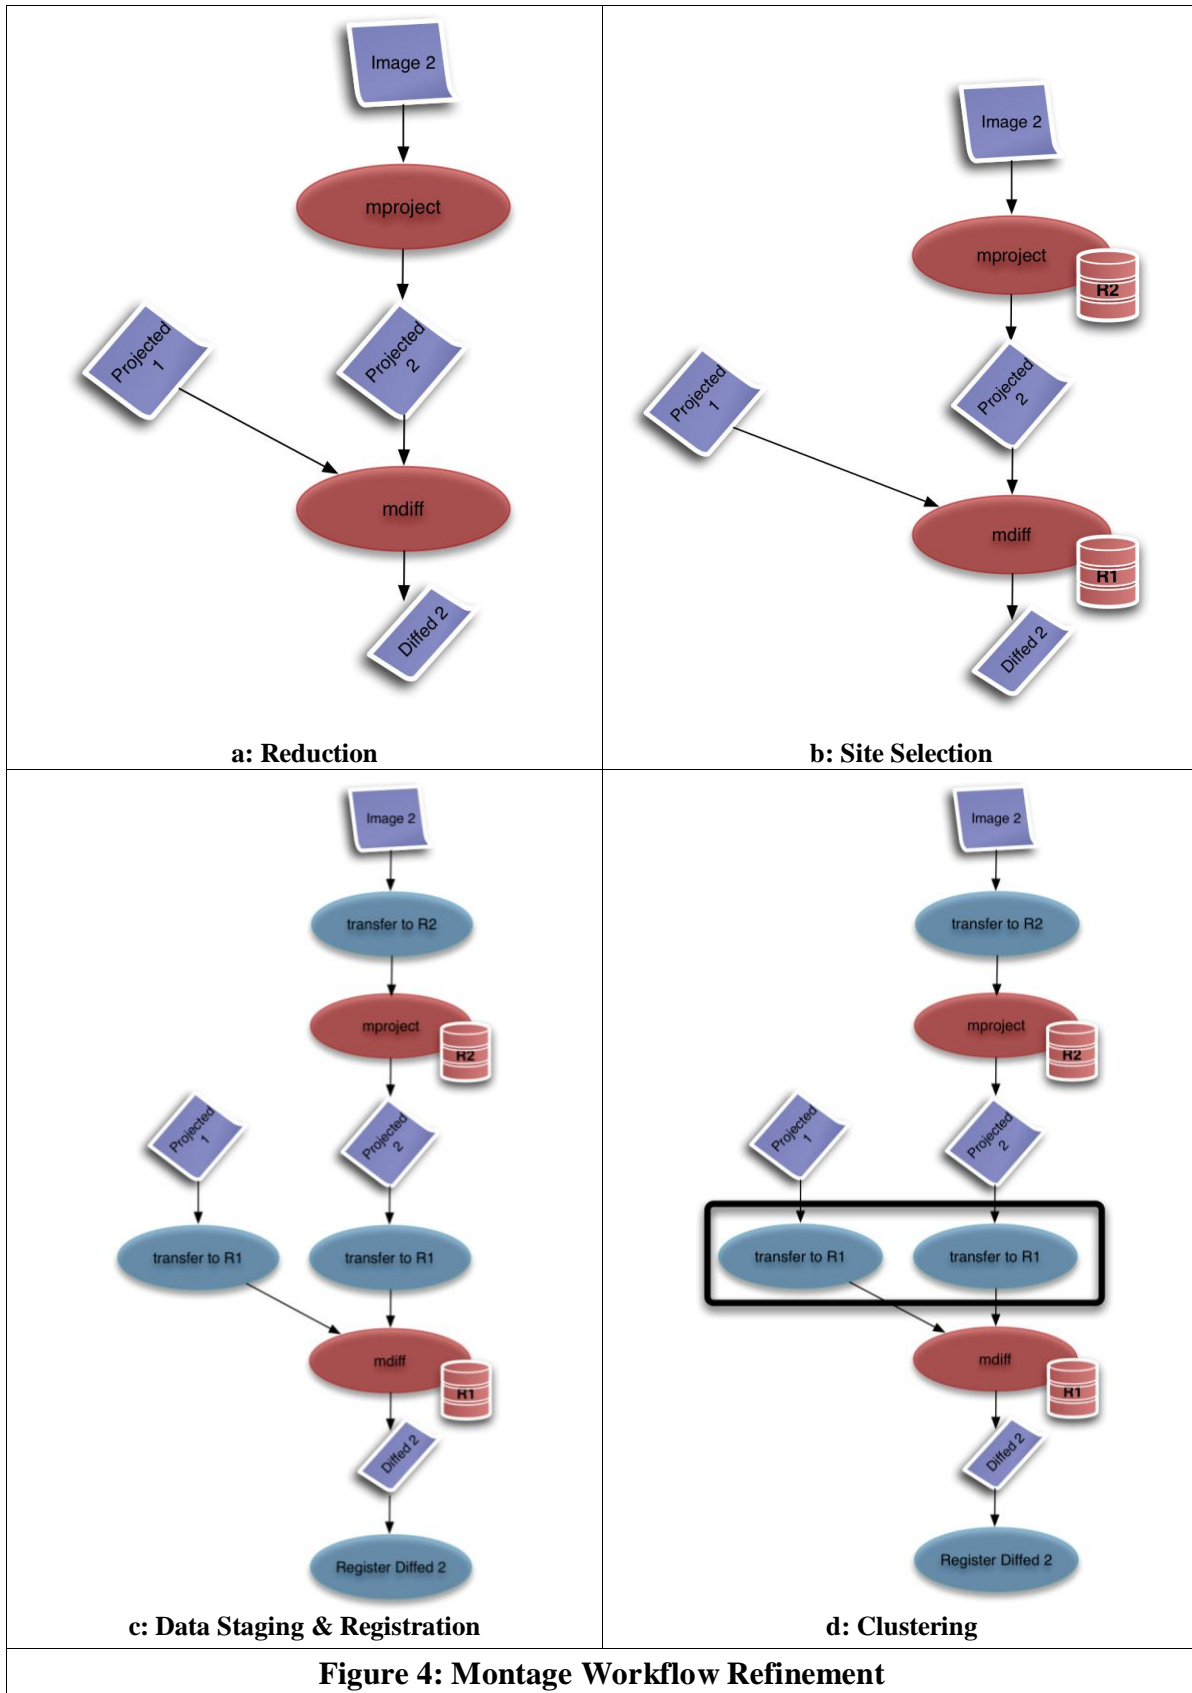 Image 2
mproject
Projected
1
Projected
2
mdiff
Diffed 2
a: Reduction
Image 2
mproject
R2
Projected
1
Projected
2
mdiff
R1
Diffed 2
b: Site Selection
Image 2
transfer to R2
mproject
R2
Projected
1
Projected
2
transfer to R1
transfer to R1
mdiff
R1
Diffed 2
Register Diffed 2
c: Data Staging & Registration
Image 2
transfer to R2
mproject
R2
Projected
1
Projected
2
transfer to R1
transfer to R1
mdiff
R1
Diffed 2
Register Diffed 2
d: Clustering
Figure 4: Montage Workflow Refinement